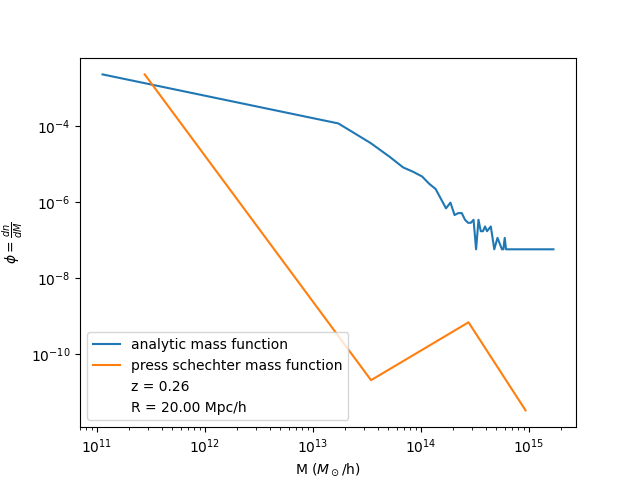 10⁻⁴
10⁻⁶
10⁻⁸
10⁻¹⁰
ϕ = dn/dM
analytic mass function
press schechter mass function
z = 0.26
R = 20.00 Mpc/h
10¹¹ 10¹² 10¹³ 10¹⁴ 10¹⁵
M (M⊙/h)